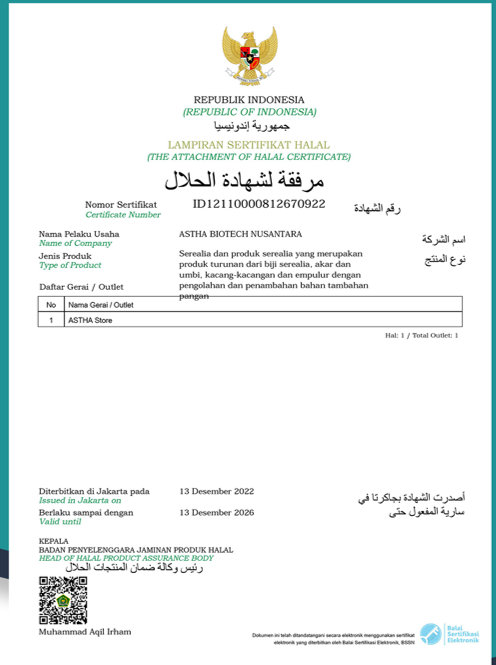 REPUBLIK INDONESIA
(REPUBLIC OF INDONESIA)
جمهورية إندونيسيا
LAMPIRAN SERTIFIKAT HALAL
(THE ATTACHMENT OF HALAL CERTIFICATE)
مرفقة لشهادة الحلال
Nomor Sertifikat ID12110000812670922 رقم الشهادة
Certificate Number
Nama Pelaku Usaha ASTHA BIOTECH NUSANTARA اسم الشركة
Name of Company
Jenis Produk Serealia dan produk serealia yang merupakan نوع المنتج
Type of Product produk turunan dari biji serealia, akar dan
umbi, kacang-kacangan dan empulur dengan
Daftar Gerai / Outlet pengolahan dan penambahan bahan tambahan
pangan
No Nama Gerai / Outlet
1 ASTHA Store
Hal: 1 / Total Outlet: 1
Diterbitkan di Jakarta pada 13 Desember 2022 أصدرت الشهادة بجاكرتا في
Issued in Jakarta on
Berlaku sampai dengan 13 Desember 2026 سارية المفعول حتى
Valid until
KEPALA
BADAN PENYELENGGARA JAMINAN PRODUK HALAL
HEAD OF HALAL PRODUCT ASSURANCE BODY
رئيس وكالة ضمان المنتجات الحلال
Muhammad Aqil Irham
Dokumen ini telah ditandatangani secara elektronik menggunakan sertifikat
elektronik yang diterbitkan oleh Balai Sertifikasi Elektronik, BSSN
Balai
Sertifikasi
Elektronik